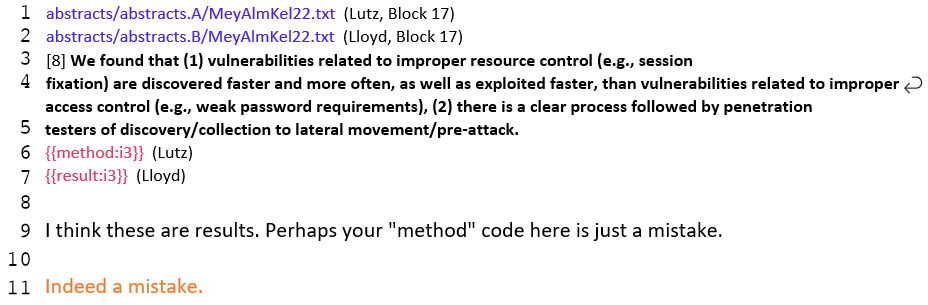 1 abstracts/abstracts.A/MeyAlmKel22.txt (Lutz, Block 17)
2 abstracts/abstracts.B/MeyAlmKel22.txt (Lloyd, Block 17)
3 [8] We found that (1) vulnerabilities related to improper resource control (e.g., session
4 fixation) are discovered faster and more often, as well as exploited faster, than vulnerabilities related to improper
access control (e.g., weak password requirements), (2) there is a clear process followed by penetration
5 testers of discovery/collection to lateral movement/pre-attack.
6 {{method:i3}} (Lutz)
7 {{result:i3}} (Lloyd)
8
9 I think these are results. Perhaps your "method" code here is just a mistake.
10
11 Indeed a mistake.